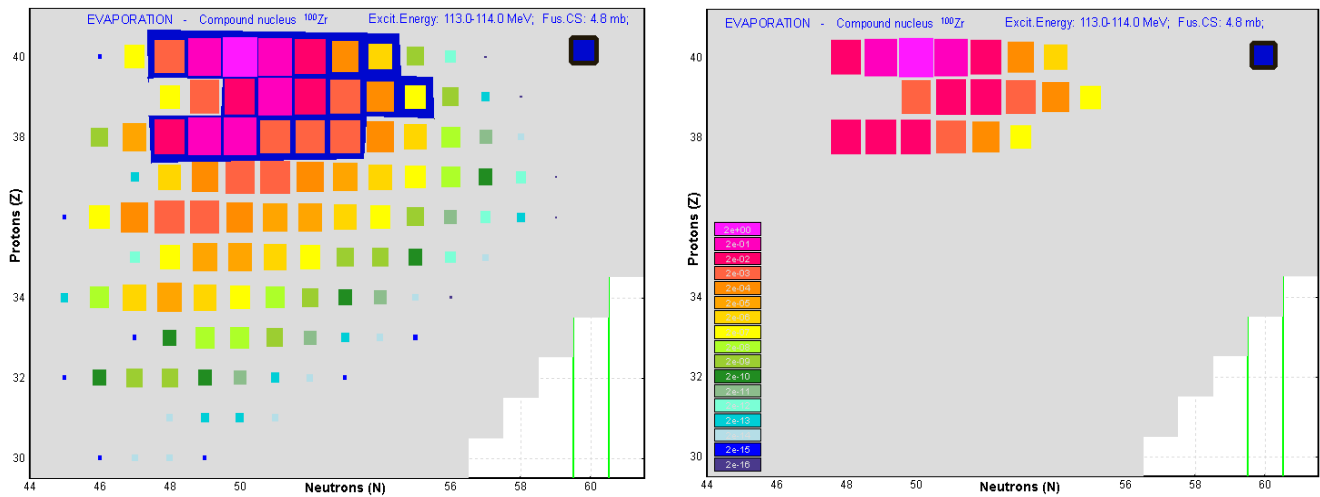 EVAPORATION - Compound nucleus ¹⁰⁰Zr Excit.Energy: 113.0-114.0 MeV; Fus.CS: 4.8 mb;
40
38
36
34
32
30
Protons (Z)
44 46 48 50 52 54 56 58 60
Neutrons (N)
EVAPORATION - Compound nucleus ¹⁰⁰Zr Excit.Energy: 113.0-114.0 MeV; Fus.CS: 4.8 mb;
40
38
34
32
30
Protons (Z)
2e+00
2e-01
2e-02
2e-03
2e-04
2e-05
2e-09
2e-10
2e-11
2e-13
2e-15
2e-16
44 46 48 50 52 54 56 58 60
Neutrons (N)